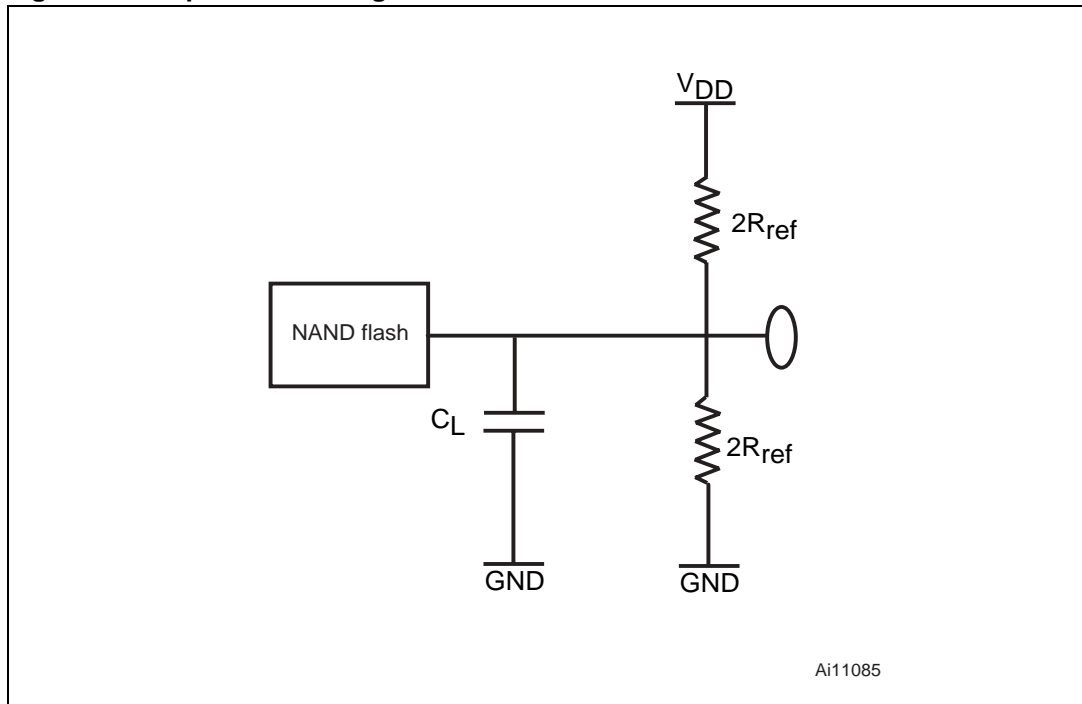 VDD
2Rref
NAND flash
CL
2Rref
GND
GND
Ai11085